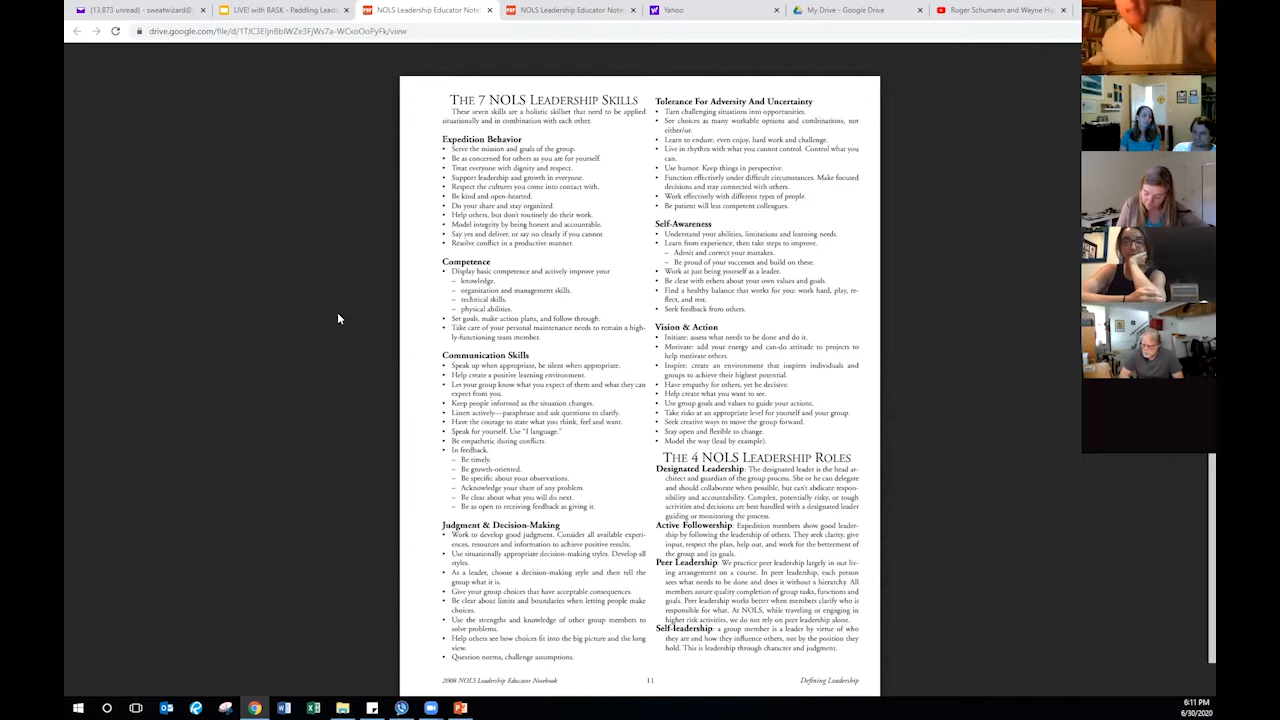 (13,873 unread) - sweatwizard@
LIVE! with BASK - Paddling Lead
NOLS Leadership Educator Note
NOLS Leadership Educator Note
Yahoo
My Drive - Google Drive
Roger Schumann and Wayne Ho
THE 7 NOLS LEADERSHIP SKILLS
These seven skills are a holistic skillset that need to be applied
situationally and in combination with each other.
Expedition Behavior
• Serve the mission and goals of the group.
• Be as concerned for others as you are for yourself.
• Treat everyone with dignity and respect.
• Support leadership and growth in everyone.
• Respect the cultures you come into contact with.
• Be kind and open-hearted.
• Do your share and stay organized.
• Help others, but don't routinely do their work.
• Model integrity by being honest and accountable.
• Say yes and deliver, or say no clearly if you cannot.
• Resolve conflict in a productive manner.
Competence
• Display basic competence and actively improve your
– knowledge.
– organization and management skills.
– technical skills.
– physical abilities.
• Set goals, make action plans, and follow through.
• Take care of your personal maintenance needs to remain a high-
ly-functioning team member.
Communication Skills
• Speak up when appropriate, be silent when appropriate.
• Help create a positive learning environment.
• Let your group know what you expect of them and what they can
expect from you.
• Keep people informed as the situation changes.
• Listen actively—paraphrase and ask questions to clarify.
• Have the courage to state what you think, feel and want.
• Speak for yourself. Use "I language."
• Be empathetic during conflicts.
• In feedback,
– Be timely.
– Be growth-oriented.
– Be specific about your observations.
– Acknowledge your share of any problem.
– Be clear about what you will do next.
– Be as open to receiving feedback as giving it.
Judgment & Decision-Making
• Work to develop good judgment. Consider all available experi-
ences, resources and information to achieve positive results.
• Use situationally appropriate decision-making styles. Develop all
styles.
• As a leader, choose a decision-making style and then tell the
group what it is.
• Give your group choices that have acceptable consequences.
• Be clear about limits and boundaries when letting people make
choices.
• Use the strengths and knowledge of other group members to
solve problems.
• Help others see how choices fit into the big picture and the long
view.
• Question norms, challenge assumptions.
Tolerance For Adversity And Uncertainty
• Turn challenging situations into opportunities.
• See choices as many workable options and combinations, not
either/or.
• Learn to endure, even enjoy, hard work and challenge.
• Live in rhythm with what you cannot control. Control what you
can.
• Use humor. Keep things in perspective.
• Function effectively under difficult circumstances. Make focused
decisions and stay connected with others.
• Work effectively with different types of people.
• Be patient will less competent colleagues.
Self-Awareness
• Understand your abilities, limitations and learning needs.
• Learn from experience, then take steps to improve.
– Admit and correct your mistakes.
– Be proud of your successes and build on these.
• Work at just being yourself as a leader.
• Be clear with others about your own values and goals.
• Find a healthy balance that works for you: work hard, play, re-
flect, and rest.
• Seek feedback from others.
Vision & Action
• Initiate: assess what needs to be done and do it.
• Motivate: add your energy and can-do attitude to projects to
help motivate others.
• Inspire: create an environment that inspires individuals and
groups to achieve their highest potential.
• Have empathy for others, yet be decisive.
• Help create what you want to see.
• Use group goals and values to guide your actions.
• Take risks at an appropriate level for yourself and your group.
• Seek creative ways to move the group forward.
• Stay open and flexible to change.
• Model the way (lead by example).
THE 4 NOLS LEADERSHIP ROLES
Designated Leadership: The designated leader is the head ar-
chitect and guardian of the group process. She or he can delegate
and should collaborate when possible, but can't abdicate respon-
sibility and accountability. Complex, potentially risky, or tough
activities and decisions are best handled with a designated leader
guiding or monitoring the process.
Active Followership: Expedition members show good leader-
ship by following the leadership of others. They seek clarity, give
input, respect the plan, help out, and work for the betterment of
the group and its goals.
Peer Leadership: We practice peer leadership largely in our liv-
ing arrangement on a course. In peer leadership, each person
sees what needs to be done and does it without a hierarchy. All
members assure quality completion of group tasks, functions and
goals. Peer leadership works better when members clarify who is
responsible for what. At NOLS, while traveling or engaging in
higher risk activities, we do not rely on peer leadership alone.
Self-leadership: a group member is a leader by virtue of who
they are and how they influence others, not by the position they
hold. This is leadership through character and judgment.
2008 NOLS Leadership Educator Notebook
11
Defining Leadership
6:11 PM
6/30/2020